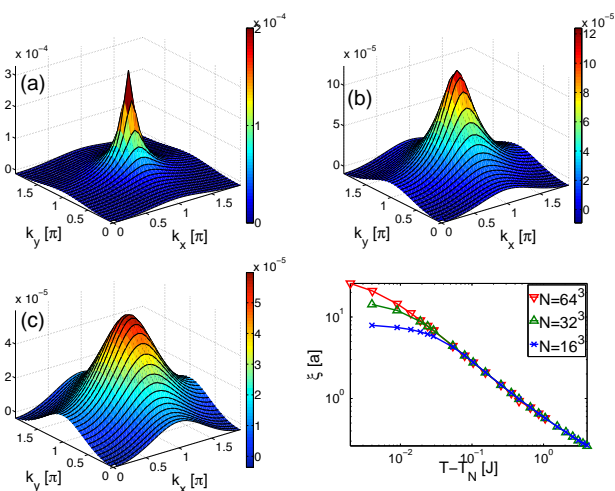 x 10⁻⁴
(a)
3
2
1
0
1.5
1
0.5
0
0
0.5
1
1.5
k_y [π]
k_x [π]
x 10⁻⁴
2
1
0
x 10⁻⁵
(b)
10
5
0
1.5
1
0.5
0
0
0.5
1
1.5
k_y [π]
k_x [π]
x 10⁻⁵
12
10
8
6
4
2
0
x 10⁻⁵
(c)
4
2
0
1.5
1
0.5
0
0
0.5
1
1.5
k_y [π]
k_x [π]
x 10⁻⁵
6
5
4
3
2
1
0
10¹
10⁰
ξ [a]
N=64³
N=32³
N=16³
10⁻²
10⁻¹
10⁰
T−T_N [J]